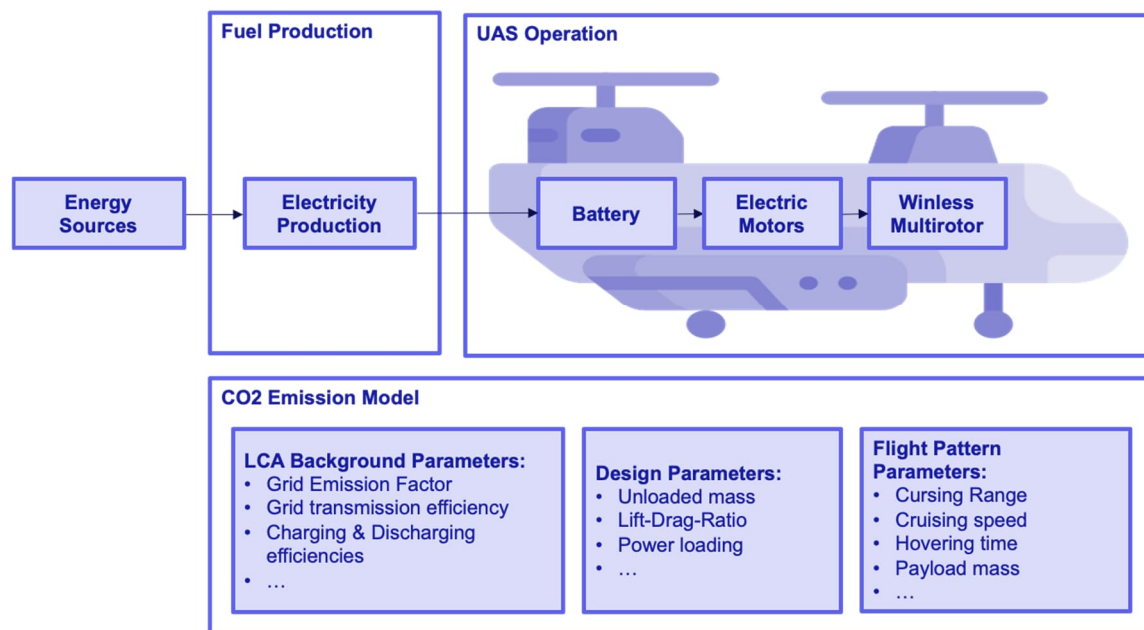 Fuel Production
UAS Operation
Energy
Sources
Electricity
Production
Battery
Electric
Motors
Winless
Multirotor
CO2 Emission Model
LCA Background Parameters:
• Grid Emission Factor
• Grid transmission efficiency
• Charging & Discharging
efficiencies
• …
Design Parameters:
• Unloaded mass
• Lift-Drag-Ratio
• Power loading
• …
Flight Pattern
Parameters:
• Cursing Range
• Cruising speed
• Hovering time
• Payload mass
• …